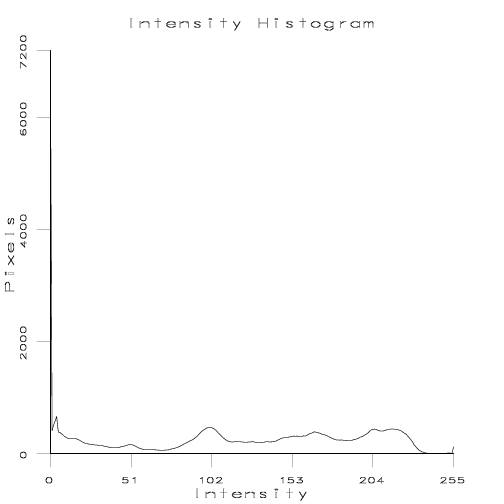 Intensity Histogram
7200
6000
4000
2000
0
Pixels
0 51 102 153 204 255
Intensity